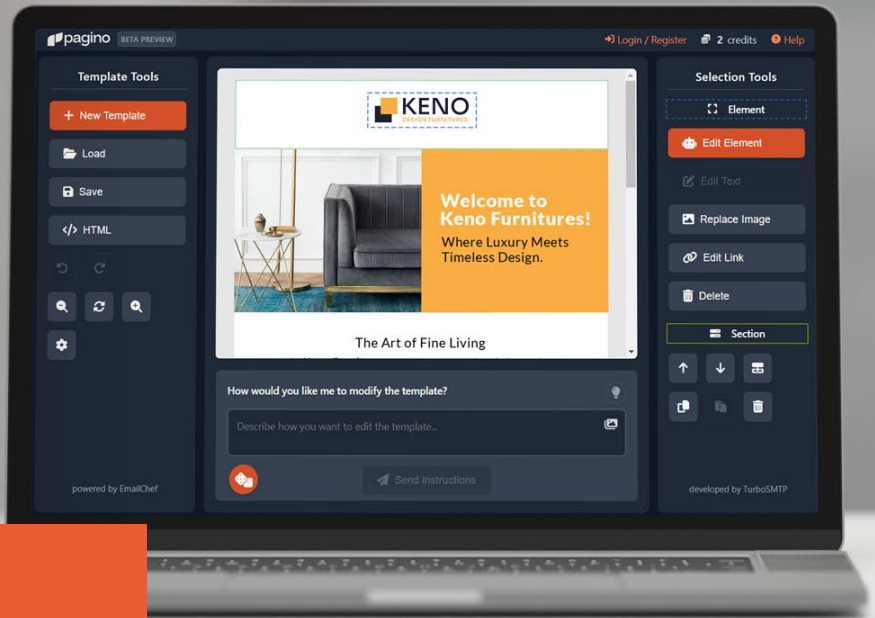 pagino BETA PREVIEW
Login / Register 2 credits Help
Template Tools
+ New Template
Load
Save
</> HTML
KENO
DESIGN FURNITURES
Welcome to
Keno Furnitures!
Where Luxury Meets
Timeless Design.
The Art of Fine Living
How would you like me to modify the template?
Describe how you want to edit the template...
Send instructions
Selection Tools
Element
Edit Element
Edit Text
Replace Image
Edit Link
Delete
Section
powered by EmailChef
developed by TurboSMTP